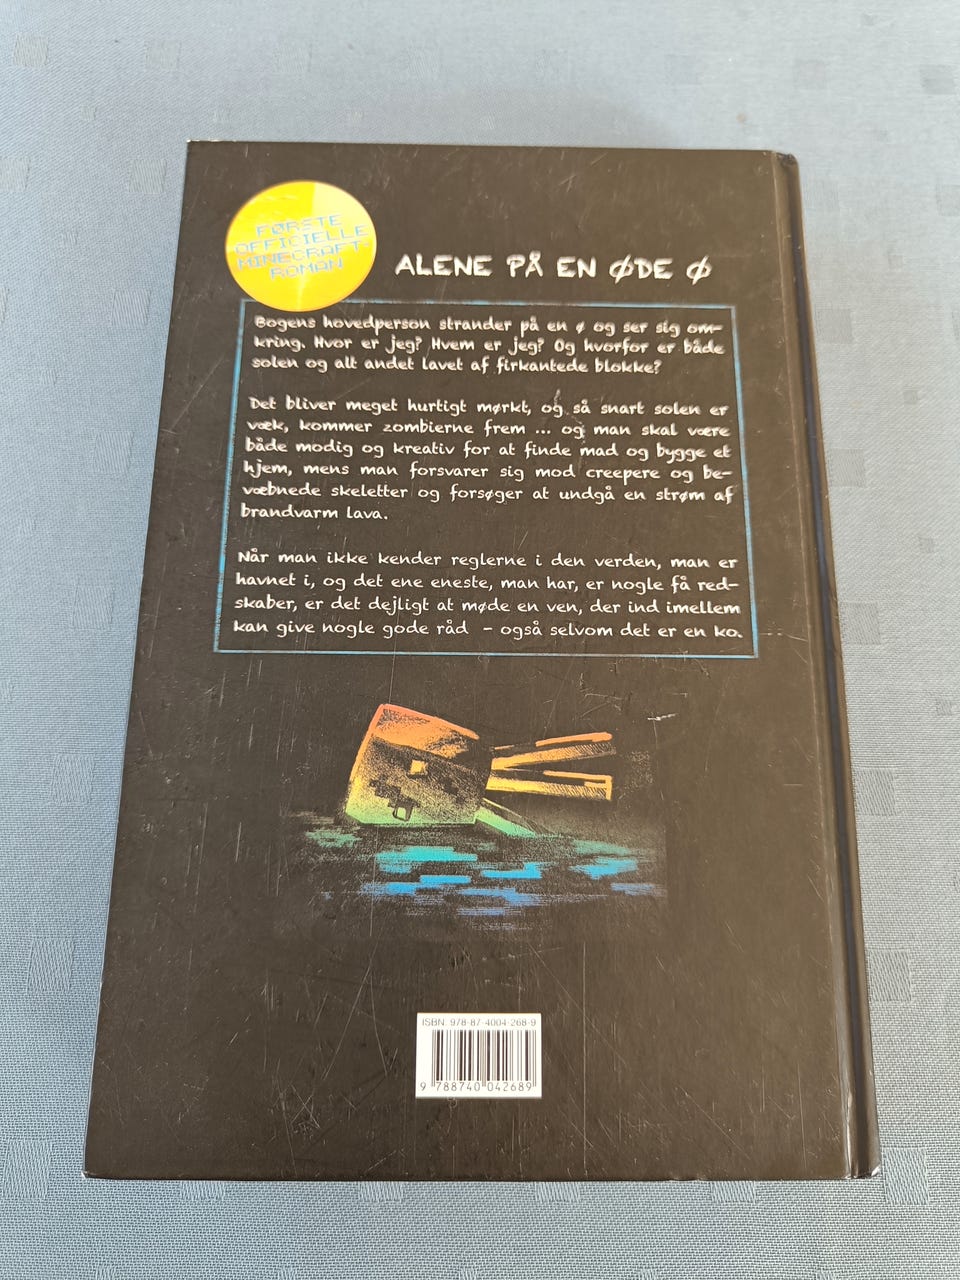 FØRSTE
OFFICIELLE
MINECRAFT-
ROMAN
ALENE PÅ EN ØDE Ø
Bogens hovedperson strander på en ø og ser sig om-
kring. Hvor er jeg? Hvem er jeg? Og hvorfor er både
solen og alt andet lavet af firkantede blokke?
Det bliver meget hurtigt mørkt, og så snart solen er
væk, kommer zombierne frem ... og man skal være
både modig og kreativ for at finde mad og bygge et
hjem, mens man forsvarer sig mod creepere og be-
væbnede skeletter og forsøger at undgå en strøm af
brandvarm lava.
Når man ikke kender reglerne i den verden, man er
havnet i, og det ene eneste, man har, er nogle få red-
skaber, er det dejligt at møde en ven, der ind imellem
kan give nogle gode råd - også selvom det er en ko.
ISBN 978-87-4004-268-9
9 788740 042689